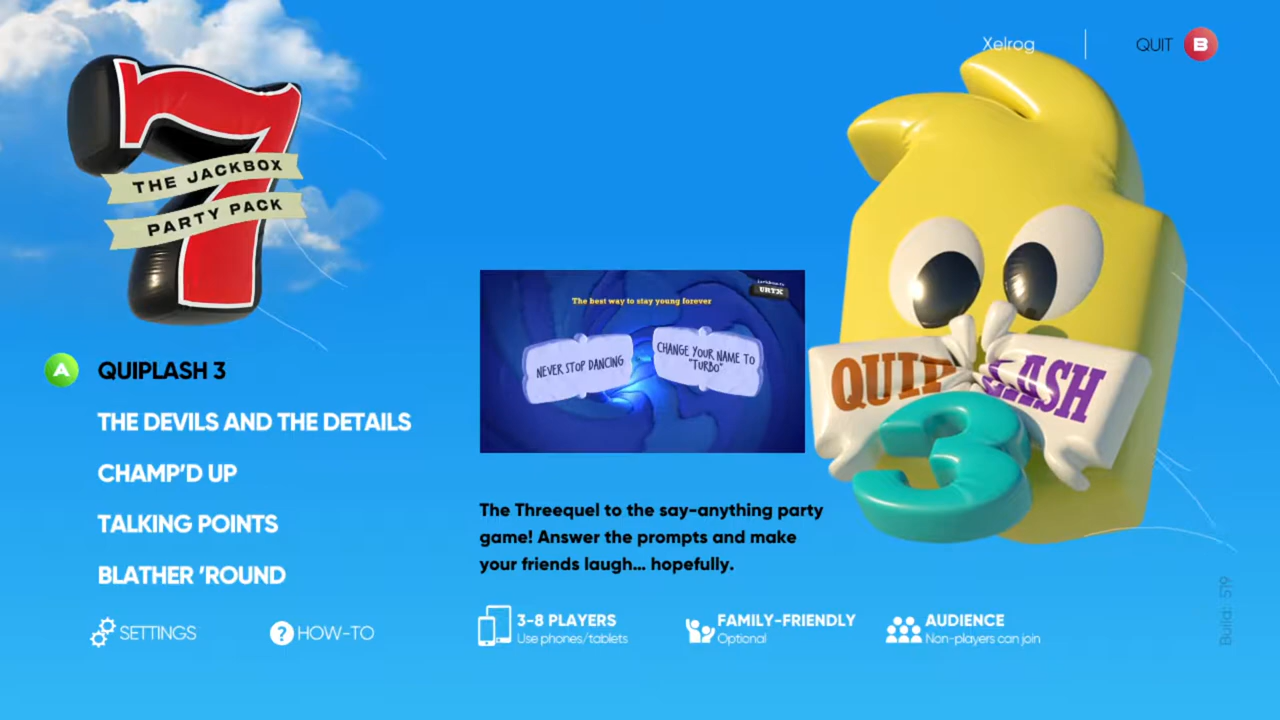 Xelrog
QUIT B
THE JACKBOX
PARTY PACK
The best way to stay young forever
URYX
NEVER STOP DANCING
CHANGE YOUR NAME TO
"TURBO"
QUIPLASH
3
A QUIPLASH 3
THE DEVILS AND THE DETAILS
CHAMP’D UP
TALKING POINTS
BLATHER ’ROUND
SETTINGS
? HOW-TO
The Threequel to the say-anything party
game! Answer the prompts and make
your friends laugh... hopefully.
3-8 PLAYERS
Use phones/tablets
FAMILY-FRIENDLY
Optional
AUDIENCE
Non-players can join
Build: 519